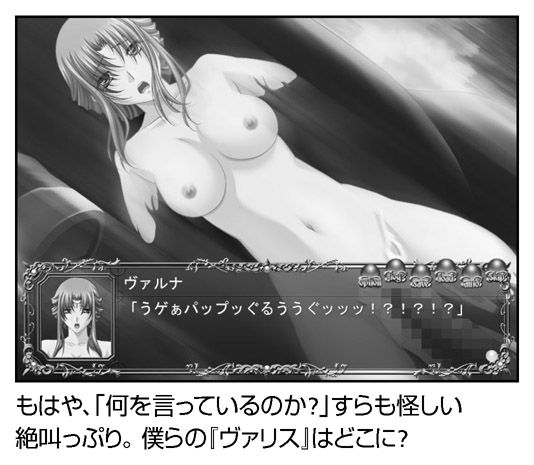 ヴァルナ
「うゲぁパップッぐるううぐッッッ！？！？！？」
もはや、「何を言っているのか?」すらも怪しい
絶叫っぷり。僕らの『ヴァリス』はどこに?